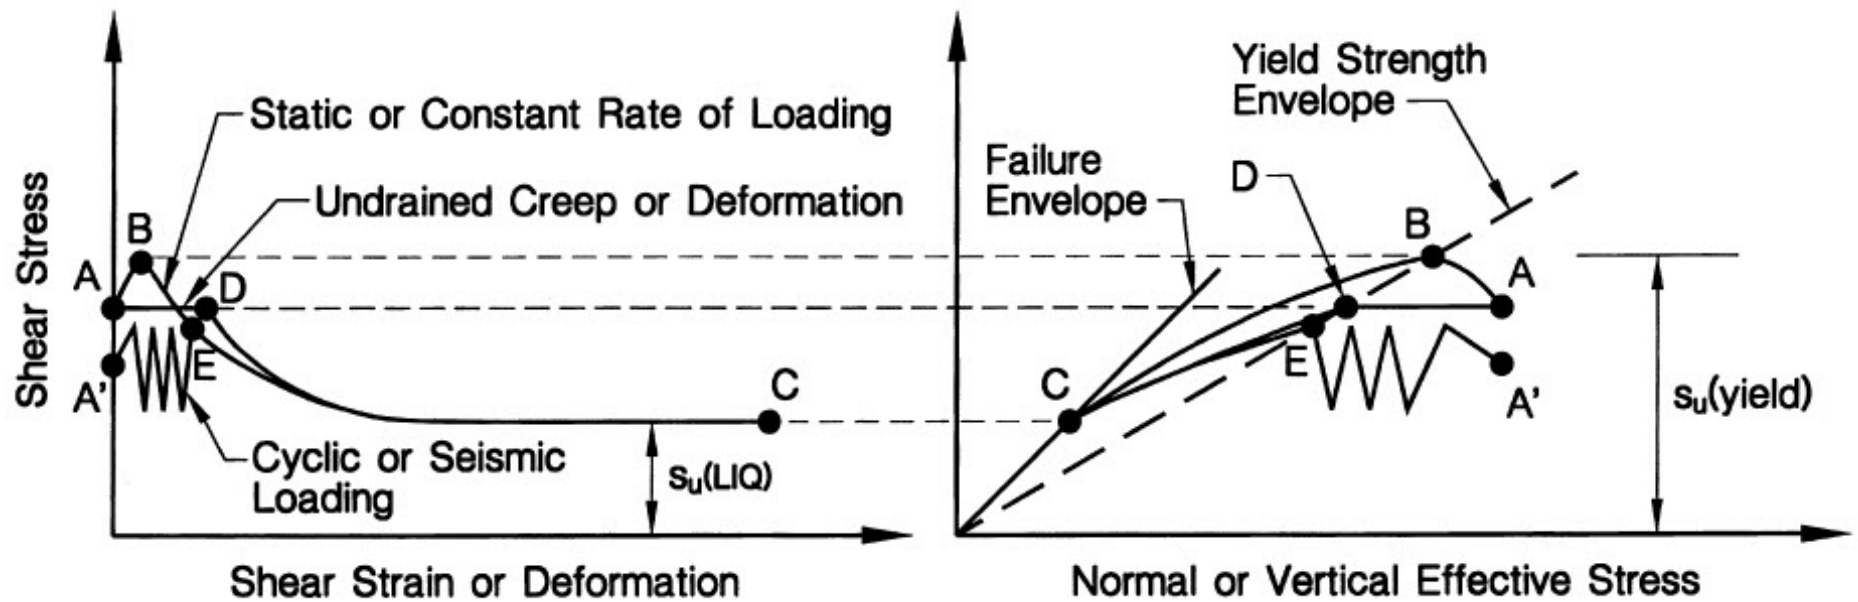 Shear Stress
Static or Constant Rate of Loading
Undrained Creep or Deformation
B
A
D
E
A'
C
Cyclic or Seismic
Loading
su(LIQ)
Shear Strain or Deformation
Yield Strength
Envelope
Failure
Envelope
D
B
A
E
C
A'
su(yield)
Normal or Vertical Effective Stress